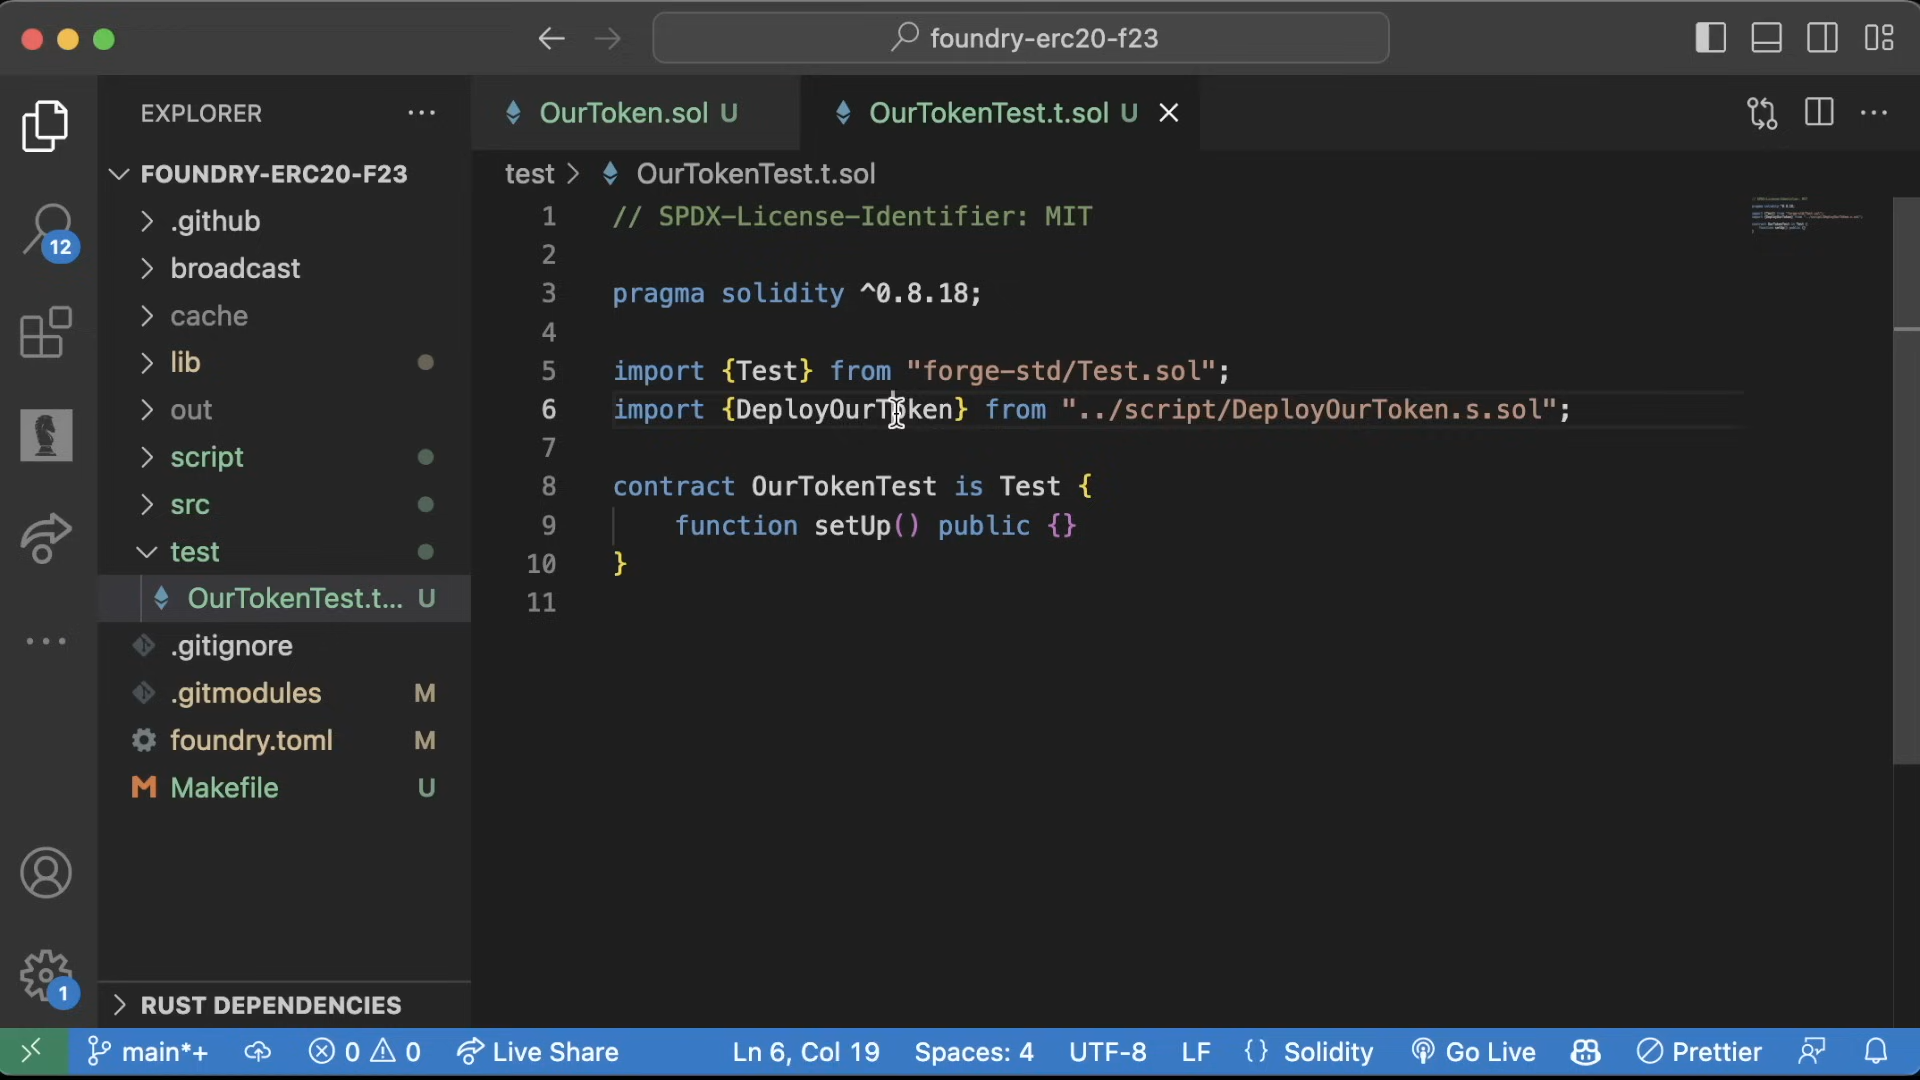 foundry-erc20-f23
EXPLORER
OurToken.sol U
OurTokenTest.t.sol U
FOUNDRY-ERC20-F23
.github
broadcast
cache
lib
out
script
src
test
OurTokenTest.t... U
.gitignore
.gitmodules M
foundry.toml M
Makefile U
RUST DEPENDENCIES
12
1
test > OurTokenTest.t.sol
1 // SPDX-License-Identifier: MIT
2
3 pragma solidity ^0.8.18;
4
5 import {Test} from "forge-std/Test.sol";
6 import {DeployOurToken} from "../script/DeployOurToken.s.sol";
7
8 contract OurTokenTest is Test {
9 function setUp() public {}
10 }
11
main*+ 0 0 Live Share Ln 6, Col 19 Spaces: 4 UTF-8 LF {} Solidity Go Live Prettier